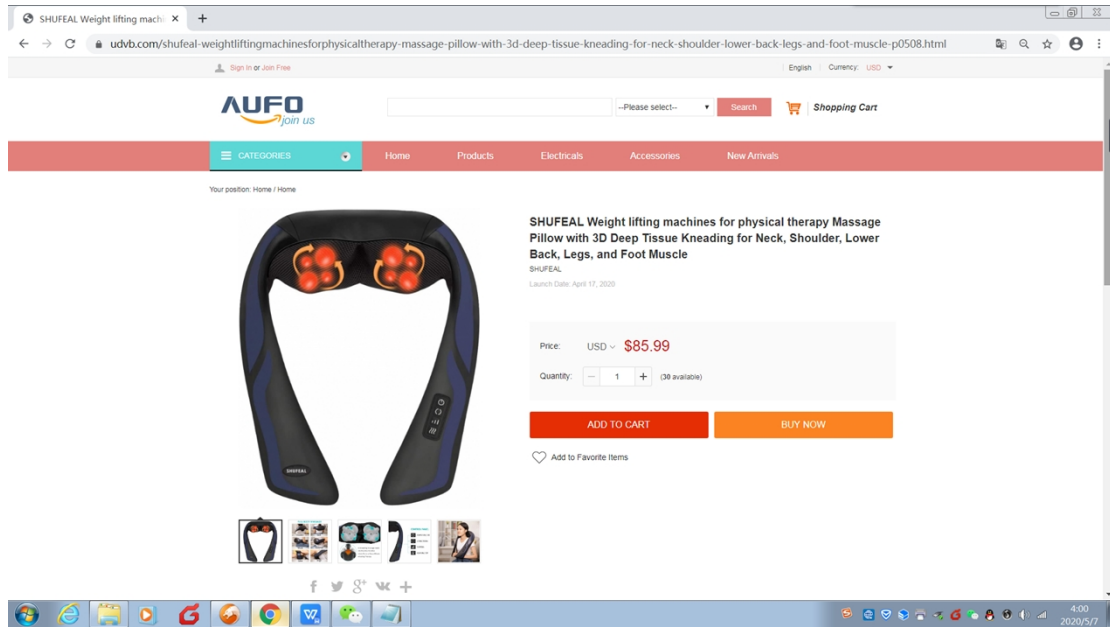 SHUFEAL Weight lifting machi
udvb.com/shufeal-weightliftingmachinesforphysicaltherapy-massage-pillow-with-3d-deep-tissue-kneading-for-neck-shoulder-lower-back-legs-and-foot-muscle-p0508.html
Sign In or Join Free
English Currency: USD
AUFO
join us
--Please select--
Search
Shopping Cart
CATEGORIES
Home Products Electricals Accessories New Arrivals
Your position: Home / Home
SHUFEAL Weight lifting machines for physical therapy Massage
Pillow with 3D Deep Tissue Kneading for Neck, Shoulder, Lower
Back, Legs, and Foot Muscle
SHUFEAL
Launch Date: April 17, 2020
Price: USD $85.99
Quantity: − 1 + (30 available)
ADD TO CART BUY NOW
Add to Favorite Items
SHUFEAL
4:00
2020/5/7